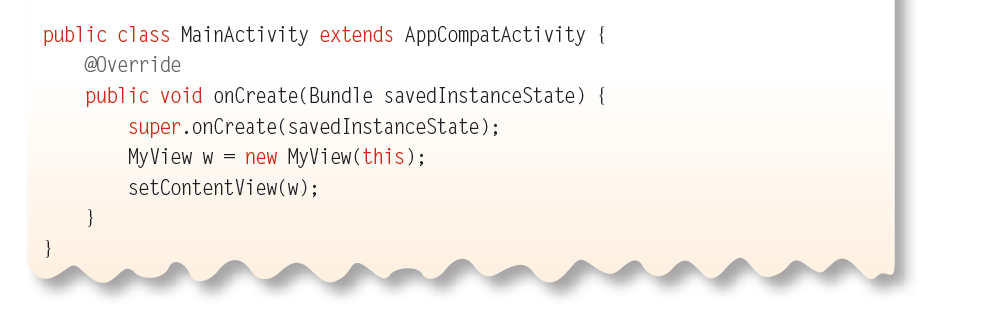 public class MainActivity extends AppCompatActivity {
    @Override
    public void onCreate(Bundle savedInstanceState) {
        super.onCreate(savedInstanceState);
        MyView w = new MyView(this);
        setContentView(w);
    }
}